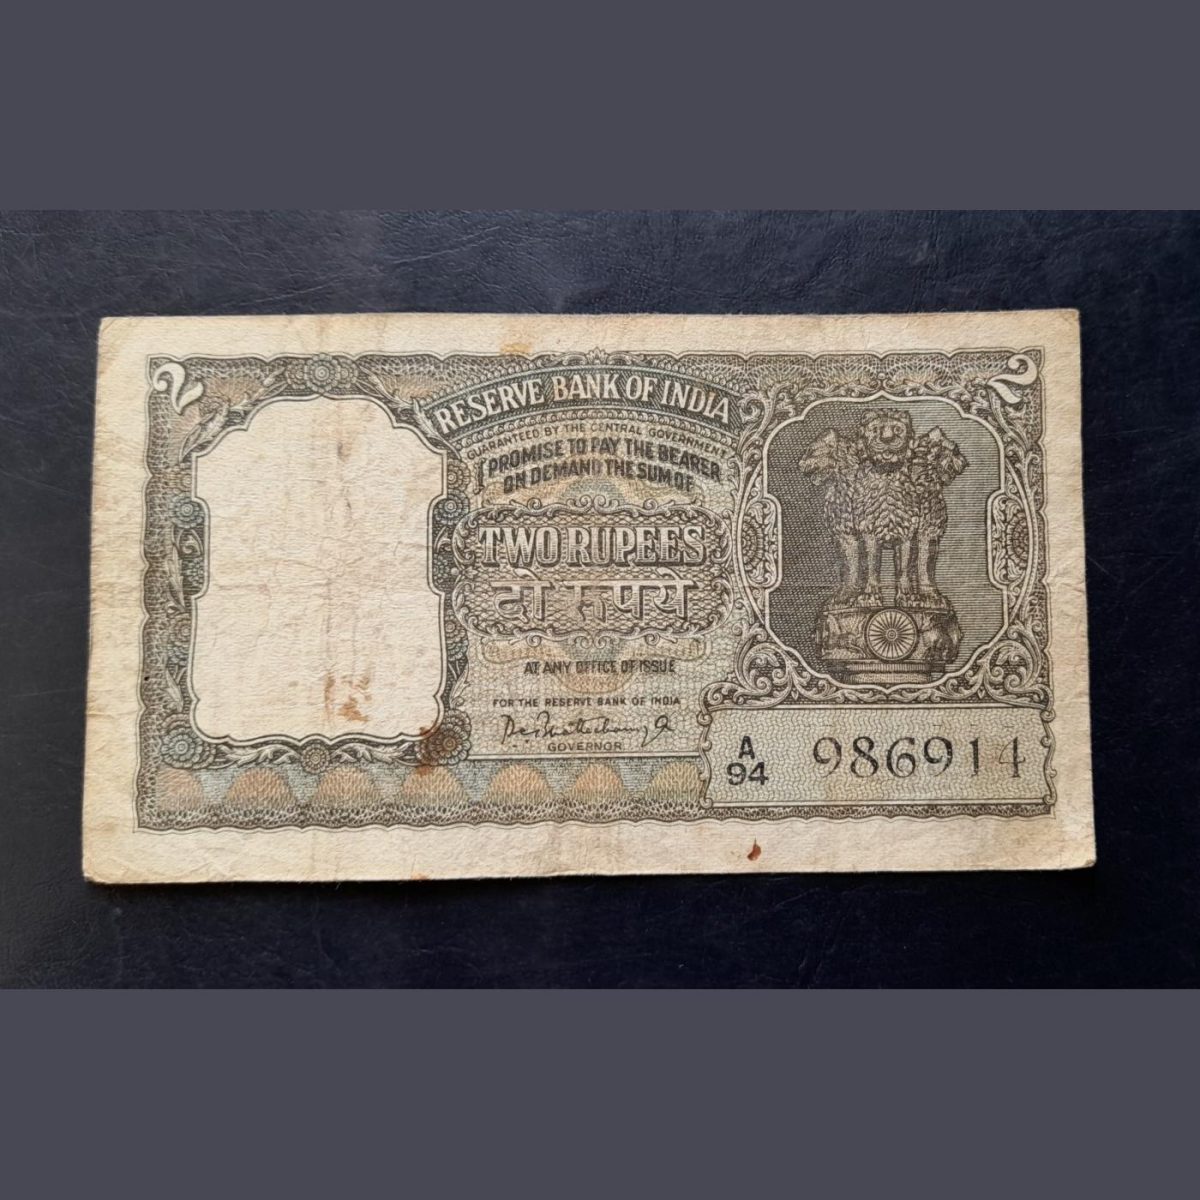 2
2
RESERVE BANK OF INDIA
GUARANTEED BY THE CENTRAL GOVERNMENT
I PROMISE TO PAY THE BEARER
ON DEMAND THE SUM OF
TWO RUPEES
दो रुपये
AT ANY OFFICE OF ISSUE
FOR THE RESERVE BANK OF INDIA
GOVERNOR
A
94 986914